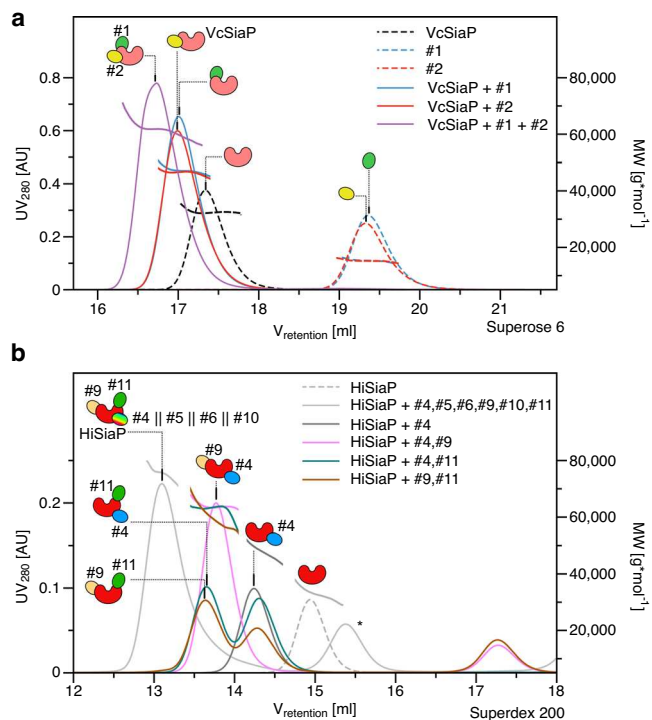 a
#1
#2
VcSiaP
VcSiaP
#1
#2
VcSiaP + #1
VcSiaP + #2
VcSiaP + #1 + #2
UV280 [AU]
0.8
0.6
0.4
0.2
0
80,000
60,000
40,000
20,000
MW [g*mol-1]
16 17 18 19 20 21
Vretention [ml]
Superose 6
b
#9 #11
#4 || #5 || #6 || #10
HiSiaP
#9
#4
#11
#4
#4
#9 #11
HiSiaP
HiSiaP + #4,#5,#6,#9,#10,#11
HiSiaP + #4
HiSiaP + #4,#9
HiSiaP + #4,#11
HiSiaP + #9,#11
*
UV280 [AU]
0.2
0.1
0
80,000
60,000
40,000
20,000
MW [g*mol-1]
12 13 14 15 16 17 18
Vretention [ml]
Superdex 200